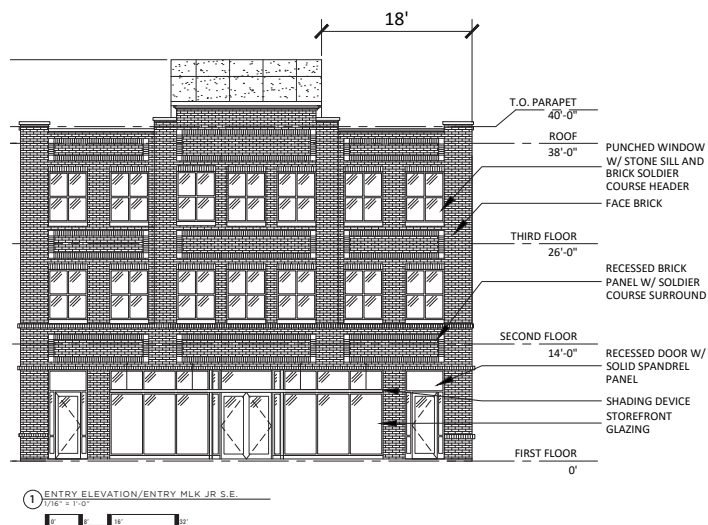 18'
T.O. PARAPET
40'-0"
ROOF
38'-0"
PUNCHED WINDOW
W/ STONE SILL AND
BRICK SOLDIER
COURSE HEADER
FACE BRICK
THIRD FLOOR
26'-0"
RECESSED BRICK
PANEL W/ SOLDIER
COURSE SURROUND
SECOND FLOOR
14'-0"
RECESSED DOOR W/
SOLID SPANDREL
PANEL
SHADING DEVICE
STOREFRONT
GLAZING
FIRST FLOOR
0'
1 ENTRY ELEVATION/ENTRY MLK JR S.E.
1/16" = 1'-0"
0' 8' 16' 32'